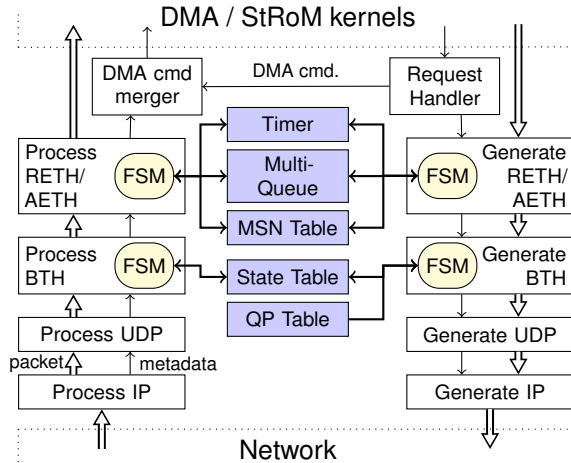 DMA / StRoM kernels
DMA cmd
merger
DMA cmd.
Request
Handler
Timer
Process
RETH/
AETH
FSM
Multi-
Queue
FSM
Generate
RETH/
AETH
MSN Table
Process
BTH
FSM
State Table
FSM
Generate
BTH
QP Table
Process UDP
Generate UDP
packet
metadata
Process IP
Generate IP
Network